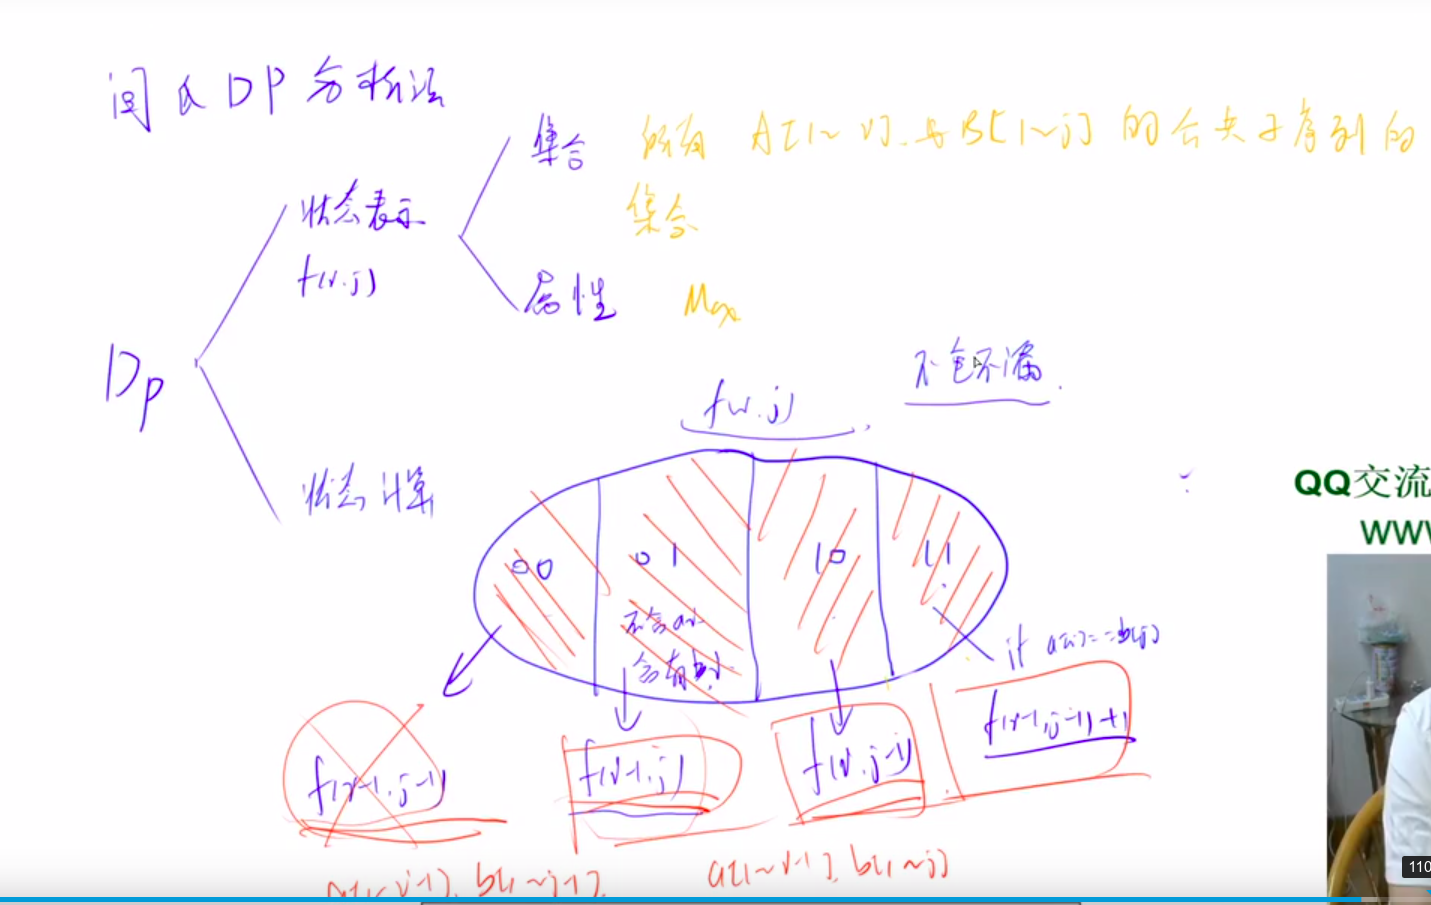 闫氏DP分析法
集合 所有 A[1~i]与B[1~j]的公共子序列的
集合
状态表示
f(i,j)
属性 Max
Dp
不包不漏.
f(i,j)
状态计算
QQ交流
WWW
00 01 10 11
不含a[i]
含有b[j]
if a[i]==b[j]
f(i-1,j-1) f(i-1,j) f(i,j-1) f(i-1,j-1)+1
a[1~i-1], b[1~j-1]. a[1~i-1], b[1~j]
110